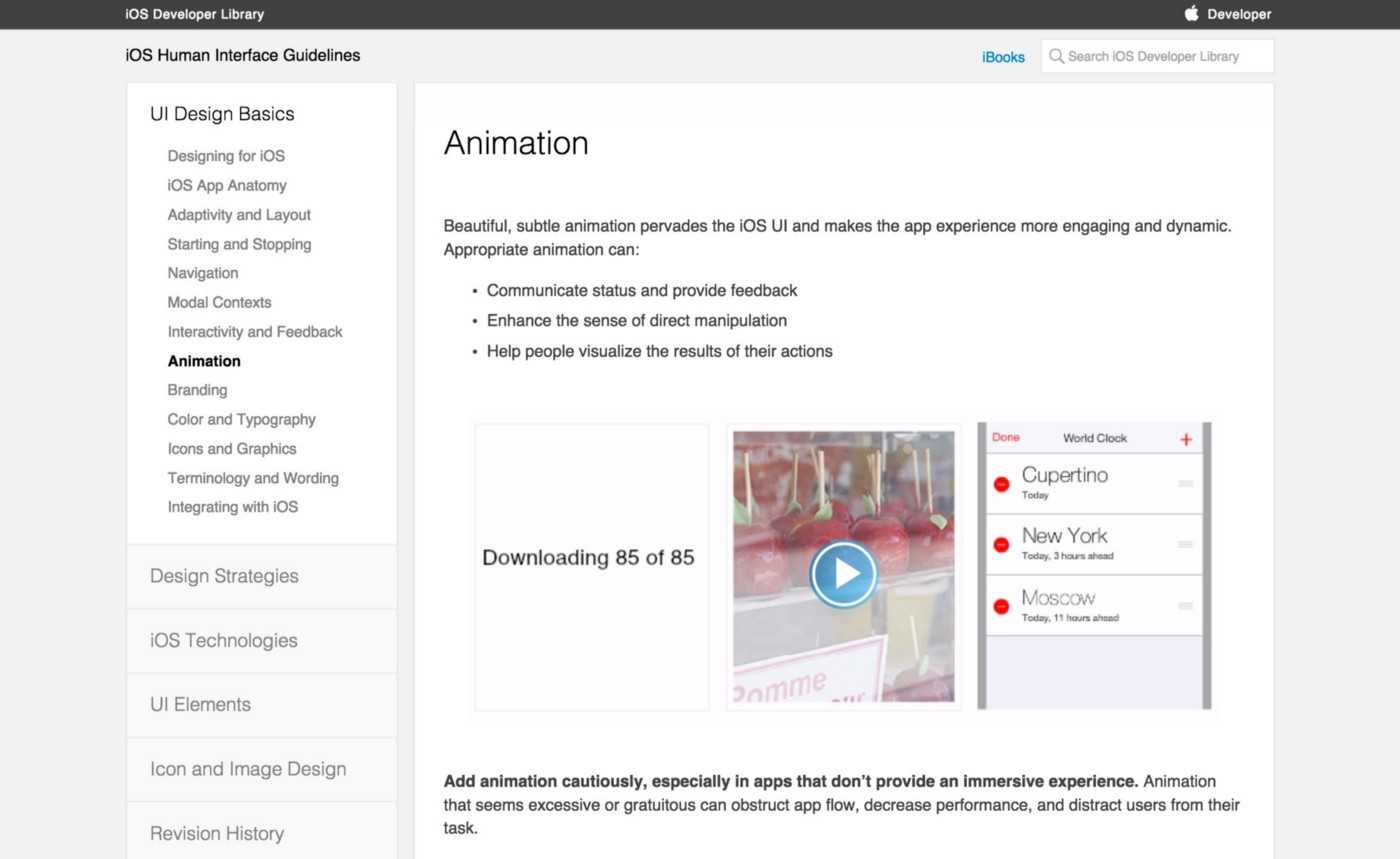 iOS Developer Library
Developer
iOS Human Interface Guidelines
iBooks
Search iOS Developer Library
UI Design Basics
Designing for iOS
iOS App Anatomy
Adaptivity and Layout
Starting and Stopping
Navigation
Modal Contexts
Interactivity and Feedback
Animation
Branding
Color and Typography
Icons and Graphics
Terminology and Wording
Integrating with iOS
Design Strategies
iOS Technologies
UI Elements
Icon and Image Design
Revision History
Animation
Beautiful, subtle animation pervades the iOS UI and makes the app experience more engaging and dynamic.
Appropriate animation can:
• Communicate status and provide feedback
• Enhance the sense of direct manipulation
• Help people visualize the results of their actions
Downloading 85 of 85
Pomme
Done World Clock +
Cupertino
Today
New York
Today, 3 hours ahead
Moscow
Today, 11 hours ahead
Add animation cautiously, especially in apps that don’t provide an immersive experience. Animation
that seems excessive or gratuitous can obstruct app flow, decrease performance, and distract users from their
task.